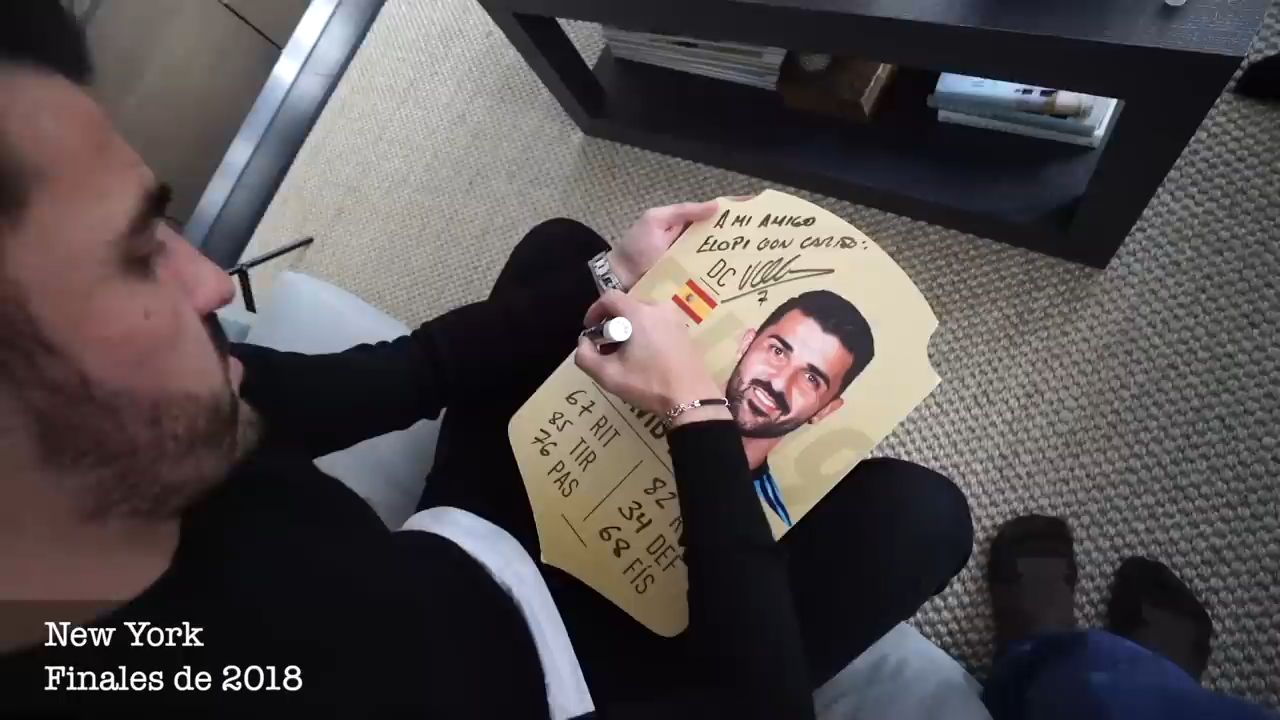 A MI AMIGO
ELOPI CON CARIÑO:
DC
7
67 RIT
85 TIR
76 PAS
82
34 DEF
68 FÍS
New York
Finales de 2018